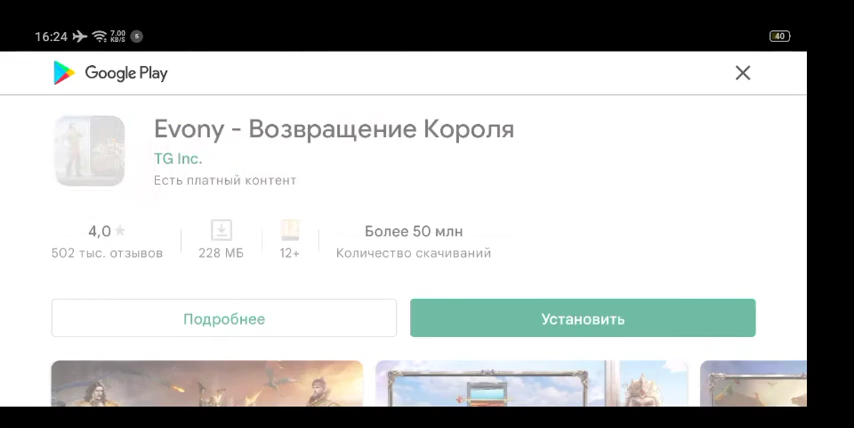 16:24 7.00 KB/S 5 40
Google Play
Evony - Возвращение Короля
TG Inc.
Есть платный контент
4,0 Более 50 млн
502 тыс. отзывов 228 МБ 12+ Количество скачиваний
Подробнее Установить